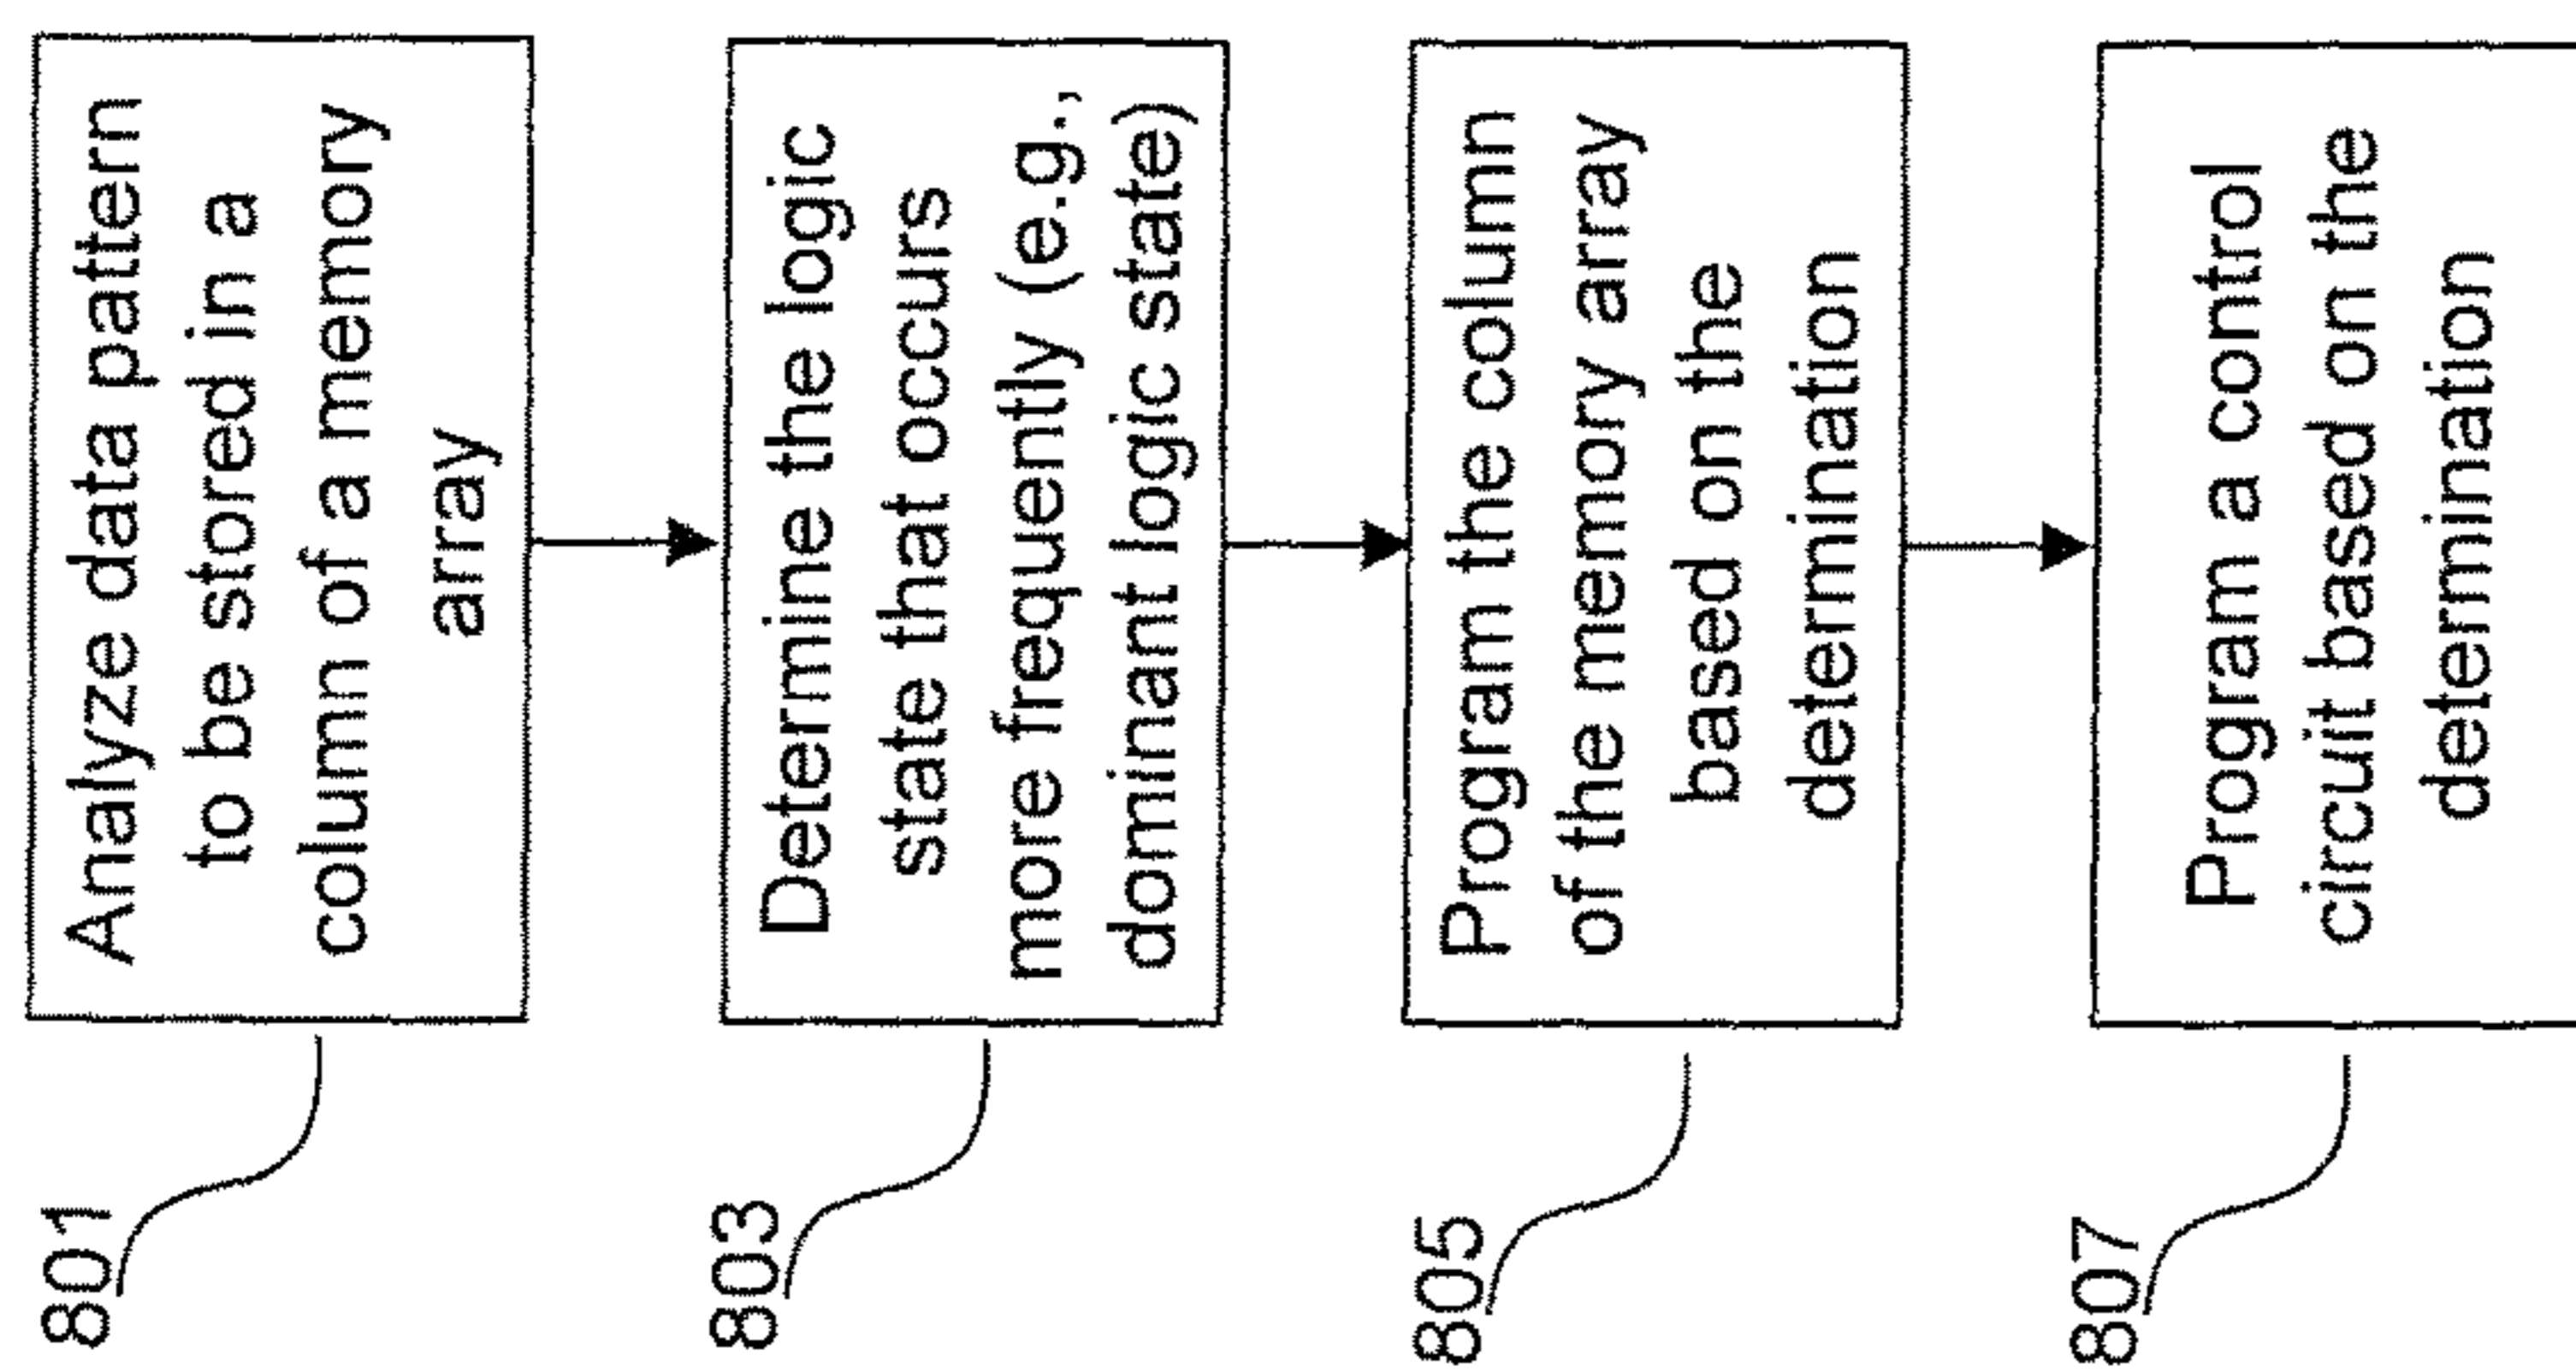 801
Analyze data pattern
to be stored in a
column of a memory
array
803
Determine the logic
state that occurs
more frequently (e.g.,
dominant logic state)
805
Program the column
of the memory array
based on the
determination
807
Program a control
circuit based on the
determination